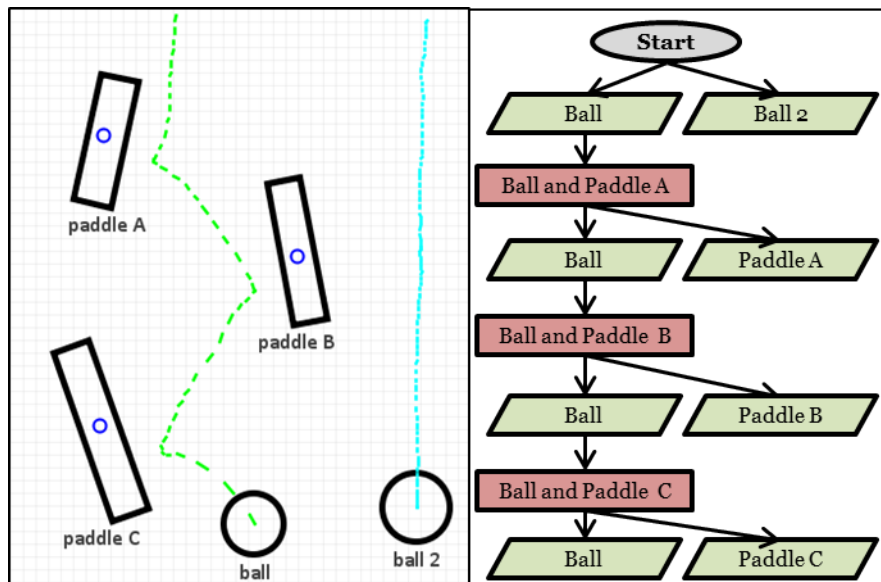 paddle A
paddle B
paddle C
ball
ball 2
Start
Ball
Ball 2
Ball and Paddle A
Ball
Paddle A
Ball and Paddle B
Ball
Paddle B
Ball and Paddle C
Ball
Paddle C